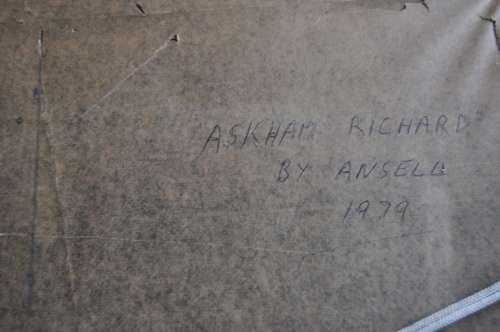 ASKHAM RICHARD
BY ANSELL
1979